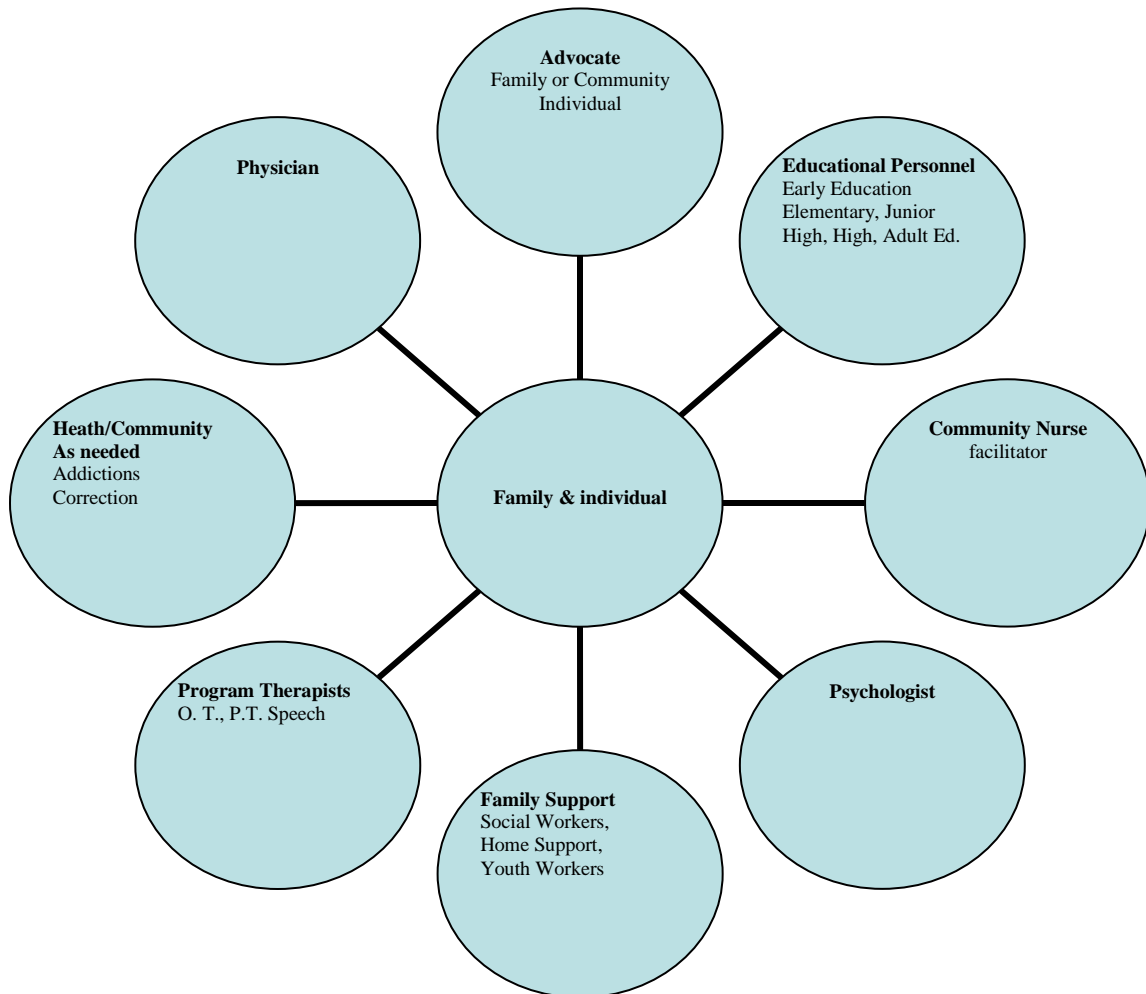 Advocate
Family or Community
Individual
Physician
Educational Personnel
Early Education
Elementary, Junior
High, High, Adult Ed.
Heath/Community
As needed
Addictions
Correction
Family & individual
Community Nurse
facilitator
Program Therapists
O. T., P.T. Speech
Psychologist
Family Support
Social Workers,
Home Support,
Youth Workers